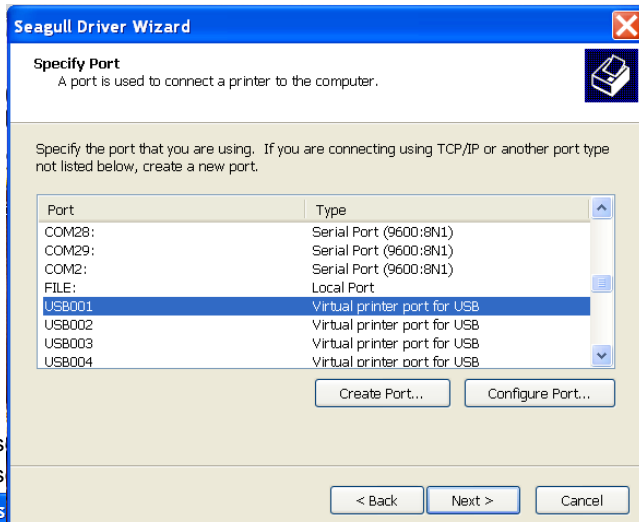 Seagull Driver Wizard
Specify Port
A port is used to connect a printer to the computer.
Specify the port that you are using. If you are connecting using TCP/IP or another port type
not listed below, create a new port.
Port Type
COM28: Serial Port (9600:8N1)
COM29: Serial Port (9600:8N1)
COM2: Serial Port (9600:8N1)
FILE: Local Port
USB001 Virtual printer port for USB
USB002 Virtual printer port for USB
USB003 Virtual printer port for USB
USB004 Virtual printer port for USB
Create Port... Configure Port...
< Back Next > Cancel